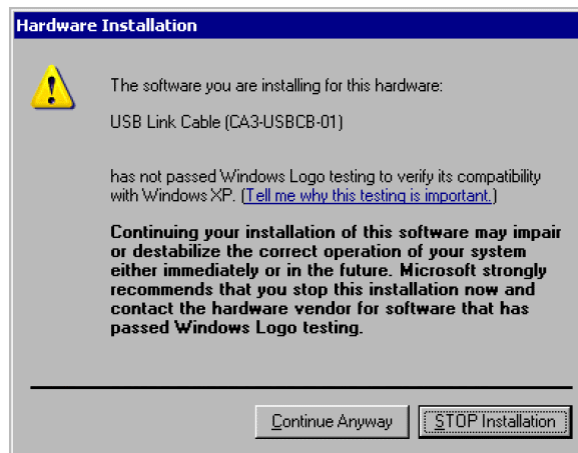 Hardware Installation
The software you are installing for this hardware:
USB Link Cable (CA3-USBCB-01)
has not passed Windows Logo testing to verify its compatibility
with Windows XP. (Tell me why this testing is important.)
Continuing your installation of this software may impair
or destabilize the correct operation of your system
either immediately or in the future. Microsoft strongly
recommends that you stop this installation now and
contact the hardware vendor for software that has
passed Windows Logo testing.
Continue Anyway
STOP Installation